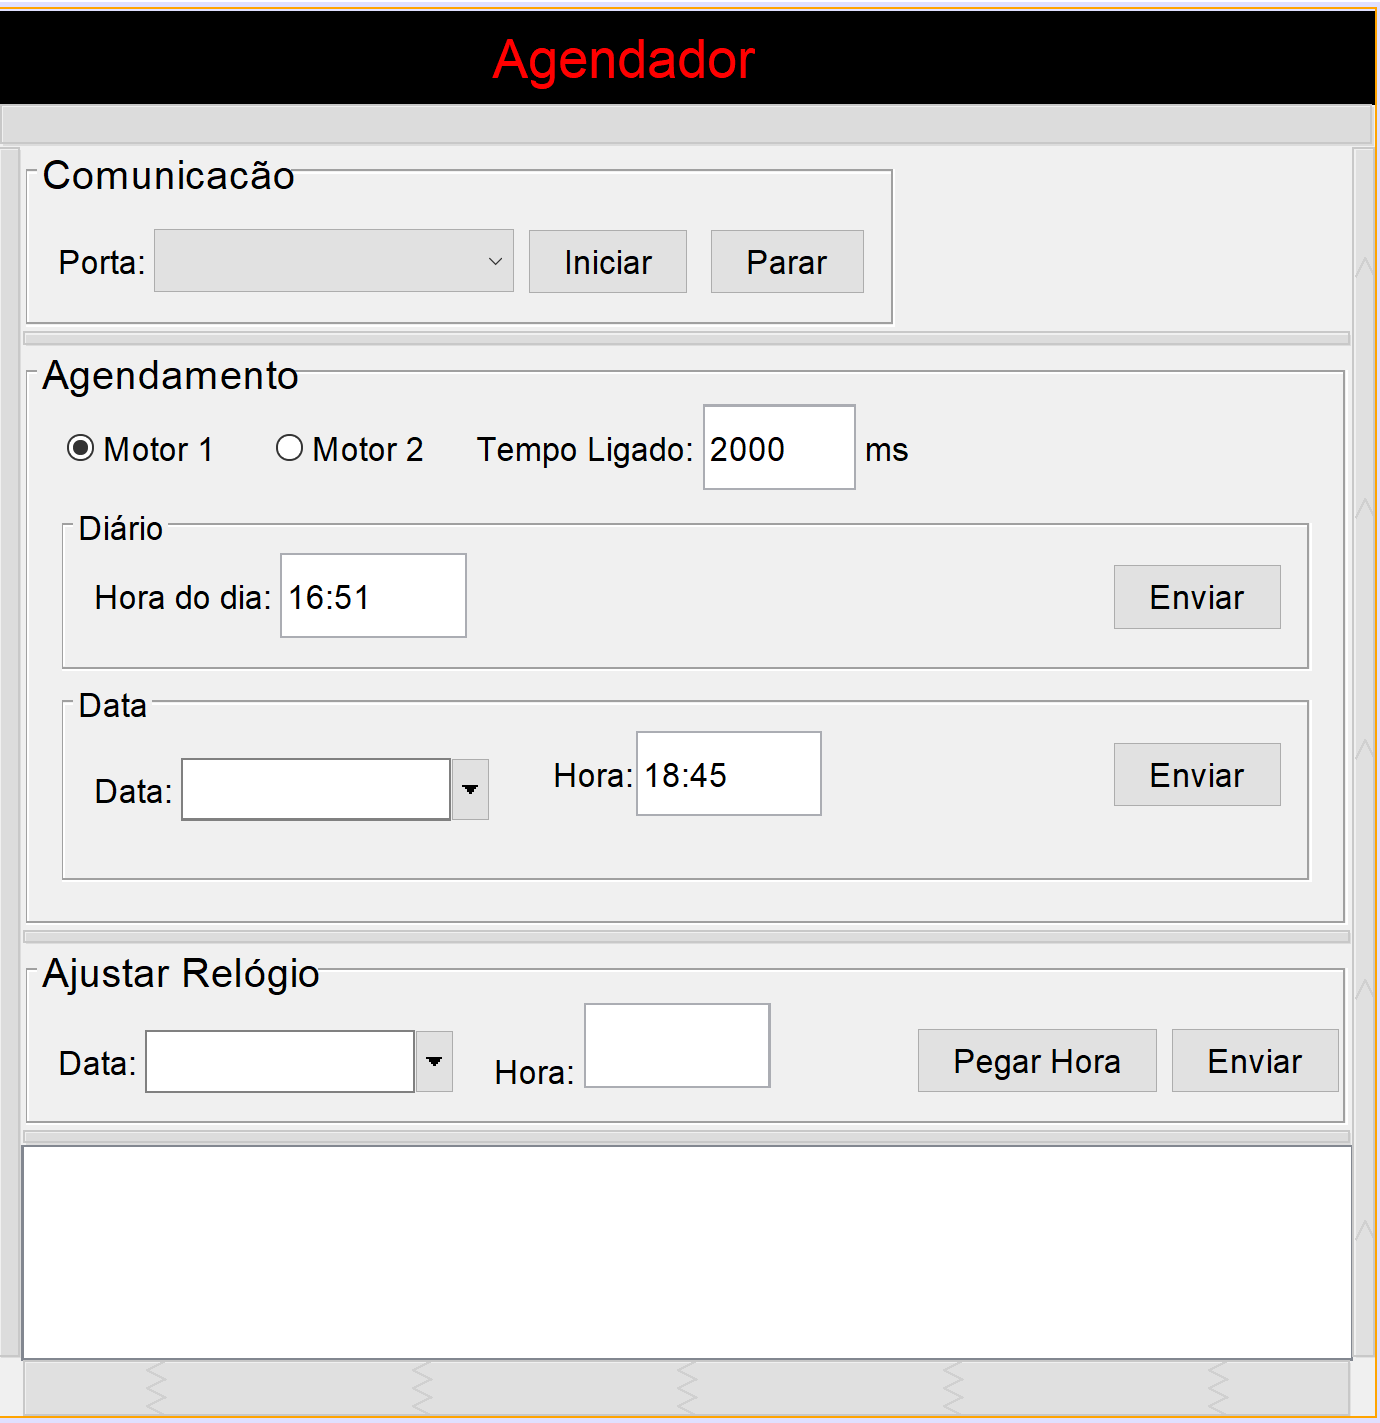 Agendador
Comunicacão
Porta: Iniciar Parar
Agendamento
Motor 1 Motor 2 Tempo Ligado: 2000 ms
Diário
Hora do dia: 16:51 Enviar
Data
Data: Hora: 18:45 Enviar
Ajustar Relógio
Data: Hora: Pegar Hora Enviar